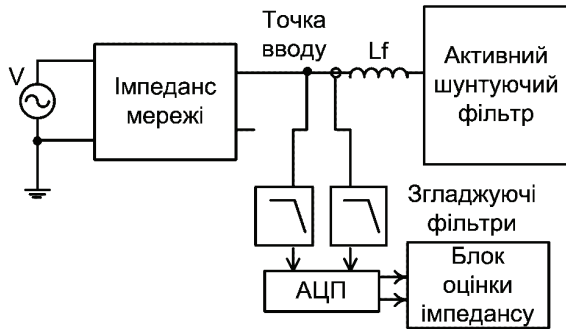 Точка
вводу
V
Імпеданс
мережі
Lf
Активний
шунтуючий
фільтр
Згладжуючі
фільтри
АЦП
Блок
оцінки
імпедансу